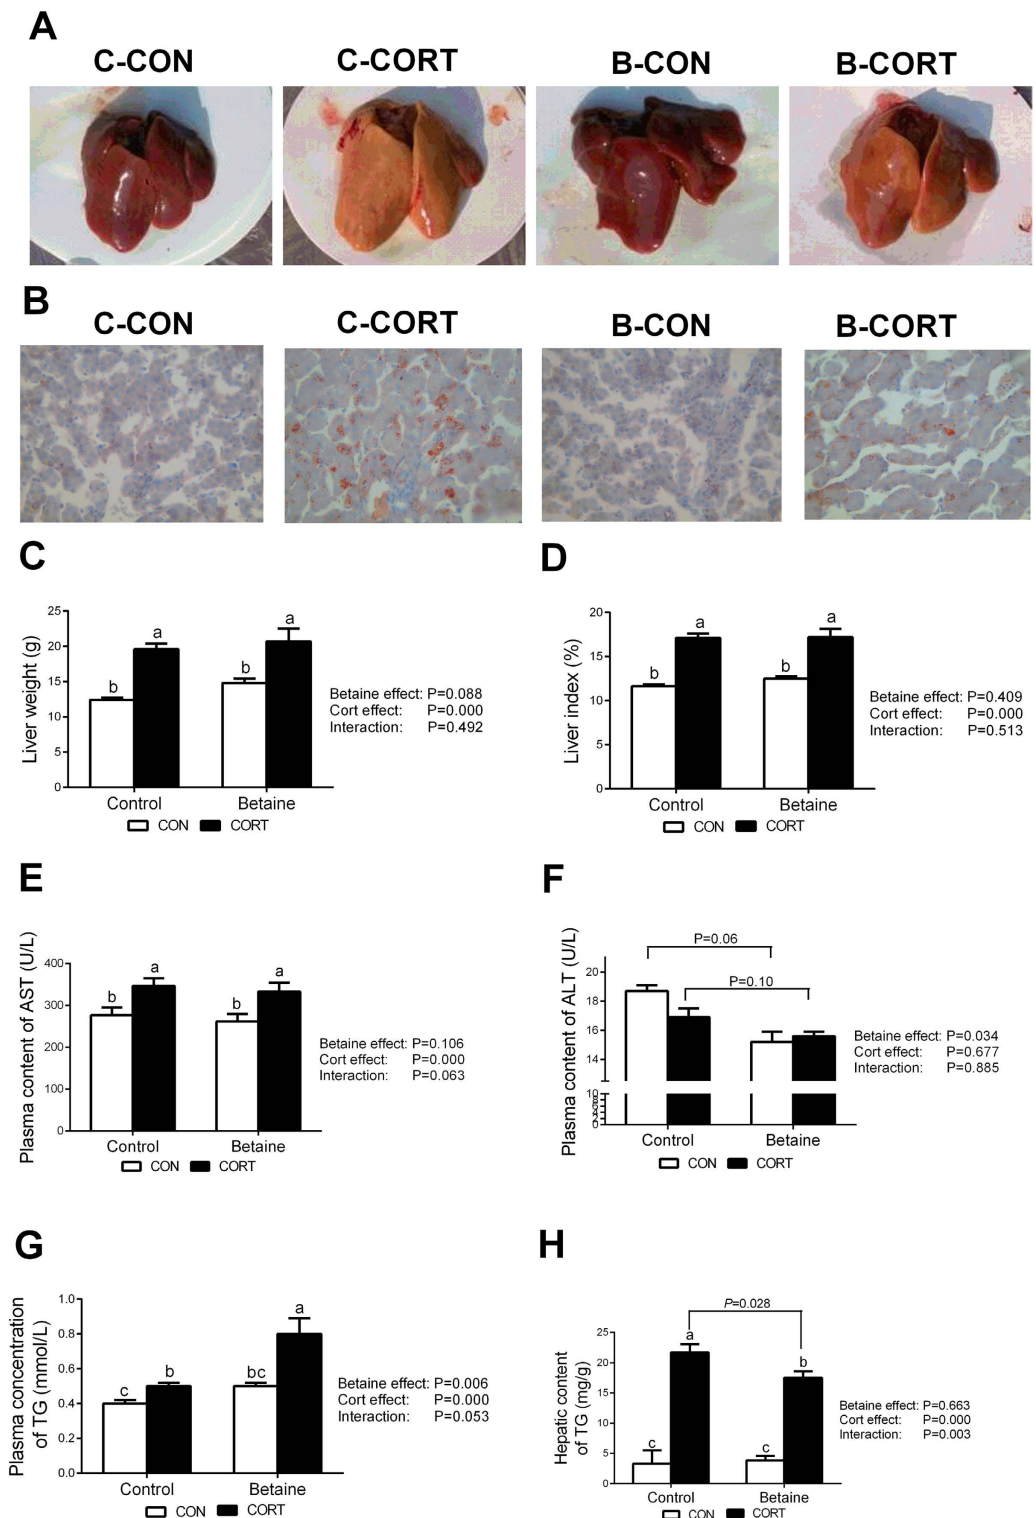 A
C-CON C-CORT B-CON B-CORT
B
C-CON C-CORT B-CON B-CORT
C
Liver weight (g)
25
20
15
10
5
0
b
a
b
a
Control
Betaine
CON CORT
Betaine effect: P=0.088
Cort effect: P=0.000
Interaction: P=0.492
D
Liver index (%)
20
15
10
5
0
b
a
b
a
Control
Betaine
CON CORT
Betaine effect: P=0.409
Cort effect: P=0.000
Interaction: P=0.513
E
Plasma content of AST (U/L)
400
300
200
100
0
b
a
b
a
Control
Betaine
CON CORT
Betaine effect: P=0.106
Cort effect: P=0.000
Interaction: P=0.063
F
Plasma content of ALT (U/L)
P=0.06
P=0.10
20
18
16
14
10
8
6
4
2
0
Control
Betaine
CON CORT
Betaine effect: P=0.034
Cort effect: P=0.677
Interaction: P=0.885
G
Plasma concentration
of TG (mmol/L)
1.0
0.8
0.6
0.4
0.2
0.0
c
b
bc
a
Control
Betaine
CON CORT
Betaine effect: P=0.006
Cort effect: P=0.000
Interaction: P=0.053
H
Hepatic content
of TG (mg/g)
P=0.028
25
20
15
10
5
0
c
a
c
b
Control
Betaine
CON CORT
Betaine effect: P=0.663
Cort effect: P=0.000
Interaction: P=0.003